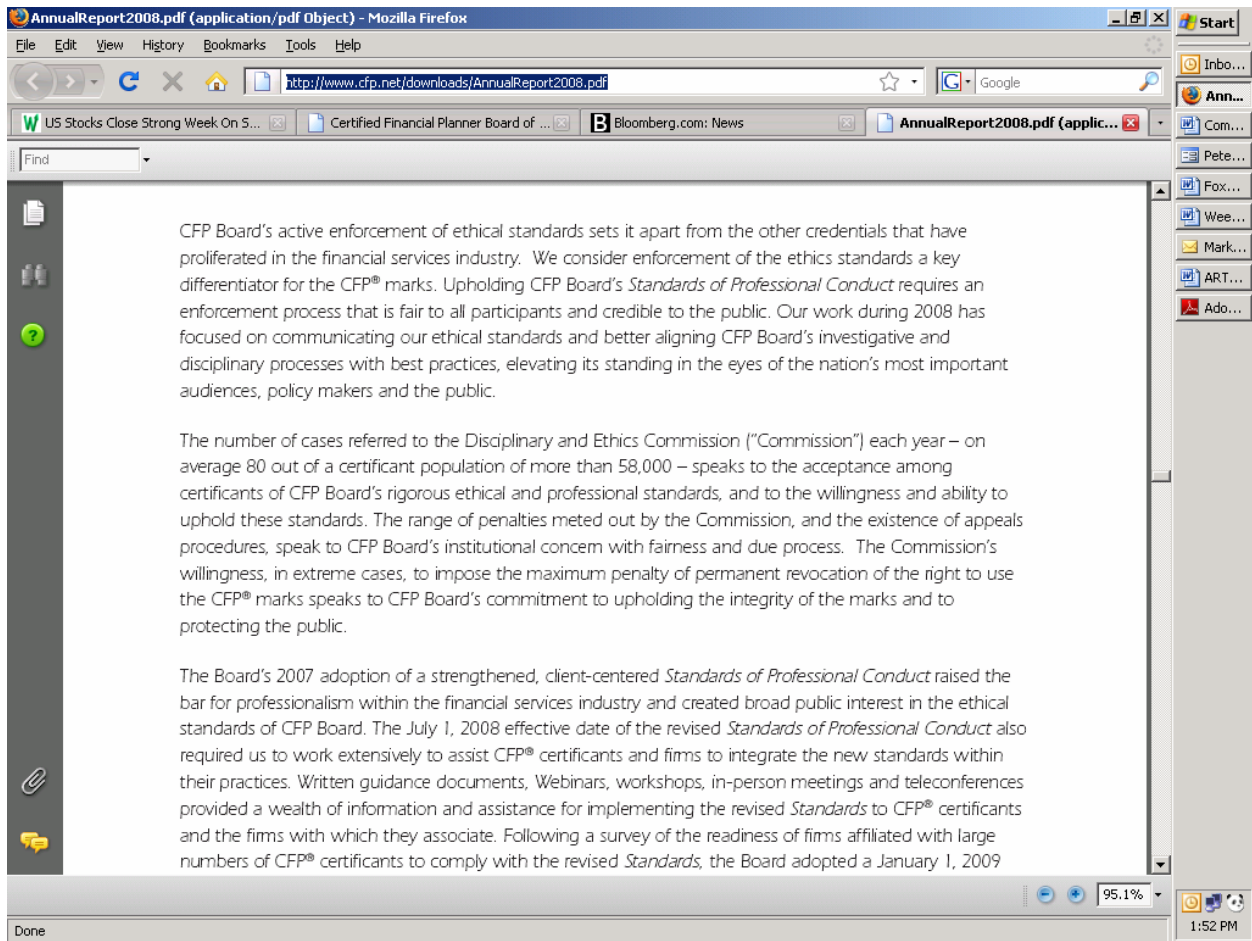 AnnualReport2008.pdf (application/pdf Object) - Mozilla Firefox
File Edit View History Bookmarks Tools Help
http://www.cfp.net/downloads/AnnualReport2008.pdf
G Google
W US Stocks Close Strong Week On S...
Certified Financial Planner Board of ...
B Bloomberg.com: News
AnnualReport2008.pdf (applic...
Find
CFP Board's active enforcement of ethical standards sets it apart from the other credentials that have
proliferated in the financial services industry. We consider enforcement of the ethics standards a key
differentiator for the CFP® marks. Upholding CFP Board's Standards of Professional Conduct requires an
enforcement process that is fair to all participants and credible to the public. Our work during 2008 has
focused on communicating our ethical standards and better aligning CFP Board's investigative and
disciplinary processes with best practices, elevating its standing in the eyes of the nation's most important
audiences, policy makers and the public.
The number of cases referred to the Disciplinary and Ethics Commission ("Commission") each year – on
average 80 out of a certificant population of more than 58,000 – speaks to the acceptance among
certificants of CFP Board's rigorous ethical and professional standards, and to the willingness and ability to
uphold these standards. The range of penalties meted out by the Commission, and the existence of appeals
procedures, speak to CFP Board's institutional concern with fairness and due process. The Commission's
willingness, in extreme cases, to impose the maximum penalty of permanent revocation of the right to use
the CFP® marks speaks to CFP Board's commitment to upholding the integrity of the marks and to
protecting the public.
The Board's 2007 adoption of a strengthened, client-centered Standards of Professional Conduct raised the
bar for professionalism within the financial services industry and created broad public interest in the ethical
standards of CFP Board. The July 1, 2008 effective date of the revised Standards of Professional Conduct also
required us to work extensively to assist CFP® certificants and firms to integrate the new standards within
their practices. Written guidance documents, Webinars, workshops, in-person meetings and teleconferences
provided a wealth of information and assistance for implementing the revised Standards to CFP® certificants
and the firms with which they associate. Following a survey of the readiness of firms affiliated with large
numbers of CFP® certificants to comply with the revised Standards, the Board adopted a January 1, 2009
95.1%
Done
Start
Inbo...
Ann...
Com...
Pete...
Fox...
Wee...
Mark...
ART...
Ado...
1:52 PM